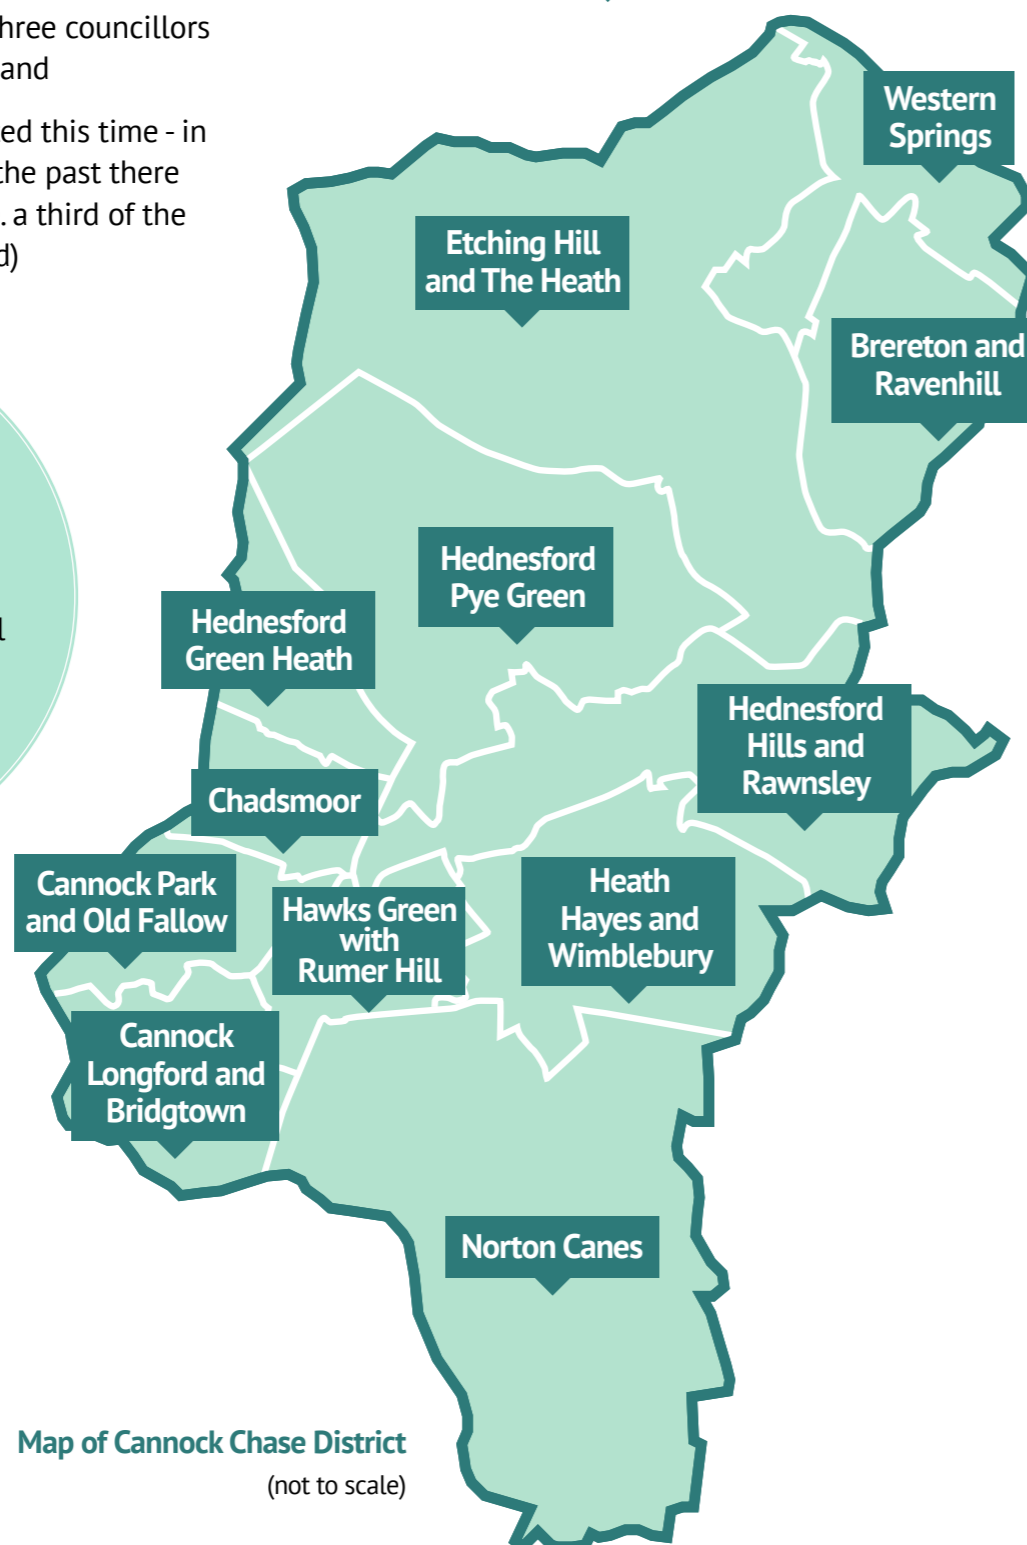 hree councillors
and
ed this time - in
the past there
. a third of the
d)
l
Western
Springs
Etching Hill
and The Heath
Brereton and
Ravenhill
Hednesford
Pye Green
Hednesford
Green Heath
Hednesford
Hills and
Rawnsley
Chadsmoor
Cannock Park
and Old Fallow
Hawks Green
with
Rumer Hill
Heath
Hayes and
Wimblebury
Cannock
Longford and
Bridgtown
Norton Canes
Map of Cannock Chase District
(not to scale)